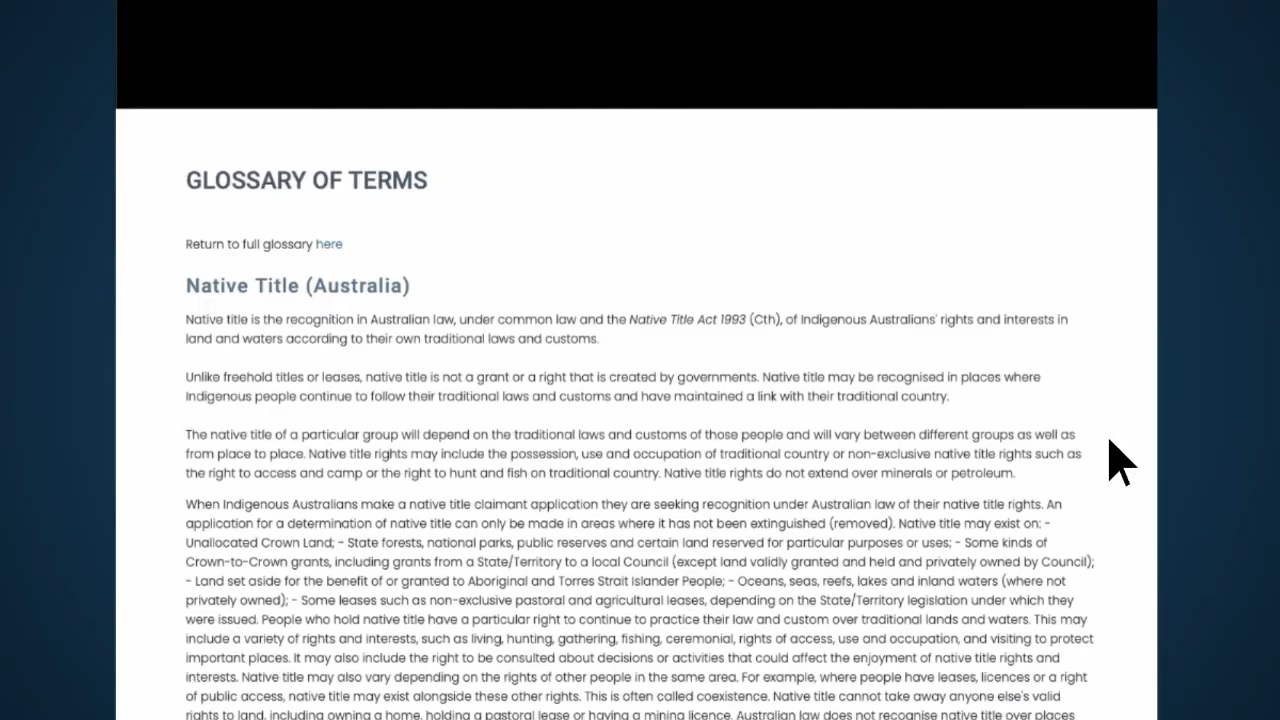 GLOSSARY OF TERMS
Return to full glossary here
Native Title (Australia)
Native title is the recognition in Australian law, under common law and the Native Title Act 1993 (Cth), of Indigenous Australians' rights and interests in
land and waters according to their own traditional laws and customs.
Unlike freehold titles or leases, native title is not a grant or a right that is created by governments. Native title may be recognised in places where
Indigenous people continue to follow their traditional laws and customs and have maintained a link with their traditional country.
The native title of a particular group will depend on the traditional laws and customs of those people and will vary between different groups as well as
from place to place. Native title rights may include the possession, use and occupation of traditional country or non-exclusive native title rights such as
the right to access and camp or the right to hunt and fish on traditional country. Native title rights do not extend over minerals or petroleum.
When Indigenous Australians make a native title claimant application they are seeking recognition under Australian law of their native title rights. An
application for a determination of native title can only be made in areas where it has not been extinguished (removed). Native title may exist on: -
Unallocated Crown Land; - State forests, national parks, public reserves and certain land reserved for particular purposes or uses; - Some kinds of
Crown-to-Crown grants, including grants from a State/Territory to a local Council (except land validly granted and held and privately owned by Council);
- Land set aside for the benefit of or granted to Aboriginal and Torres Strait Islander People; - Oceans, seas, reefs, lakes and inland waters (where not
privately owned); - Some leases such as non-exclusive pastoral and agricultural leases, depending on the State/Territory legislation under which they
were issued. People who hold native title have a particular right to continue to practice their law and custom over traditional lands and waters. This may
include a variety of rights and interests, such as living, hunting, gathering, fishing, ceremonial, rights of access, use and occupation, and visiting to protect
important places. It may also include the right to be consulted about decisions or activities that could affect the enjoyment of native title rights and
interests. Native title may also vary depending on the rights of other people in the same area. For example, where people have leases, licences or a right
of public access, native title may exist alongside these other rights. This is often called coexistence. Native title cannot take away anyone else's valid
rights to land, including owning a home, holding a pastoral lease or having a mining licence. Australian law does not recognise native title over places